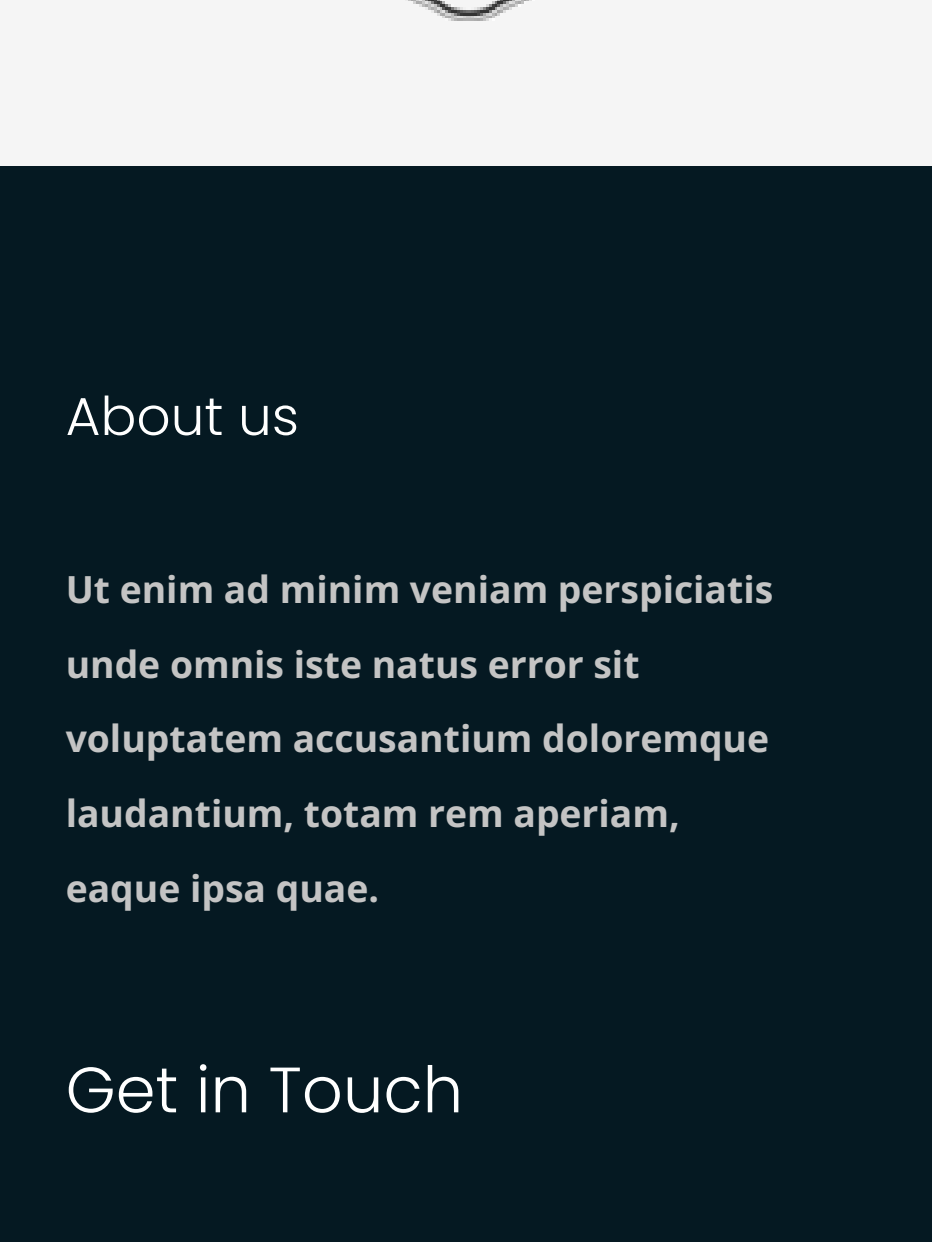 About us
Ut enim ad minim veniam perspiciatis
unde omnis iste natus error sit
voluptatem accusantium doloremque
laudantium, totam rem aperiam,
eaque ipsa quae.
Get in Touch